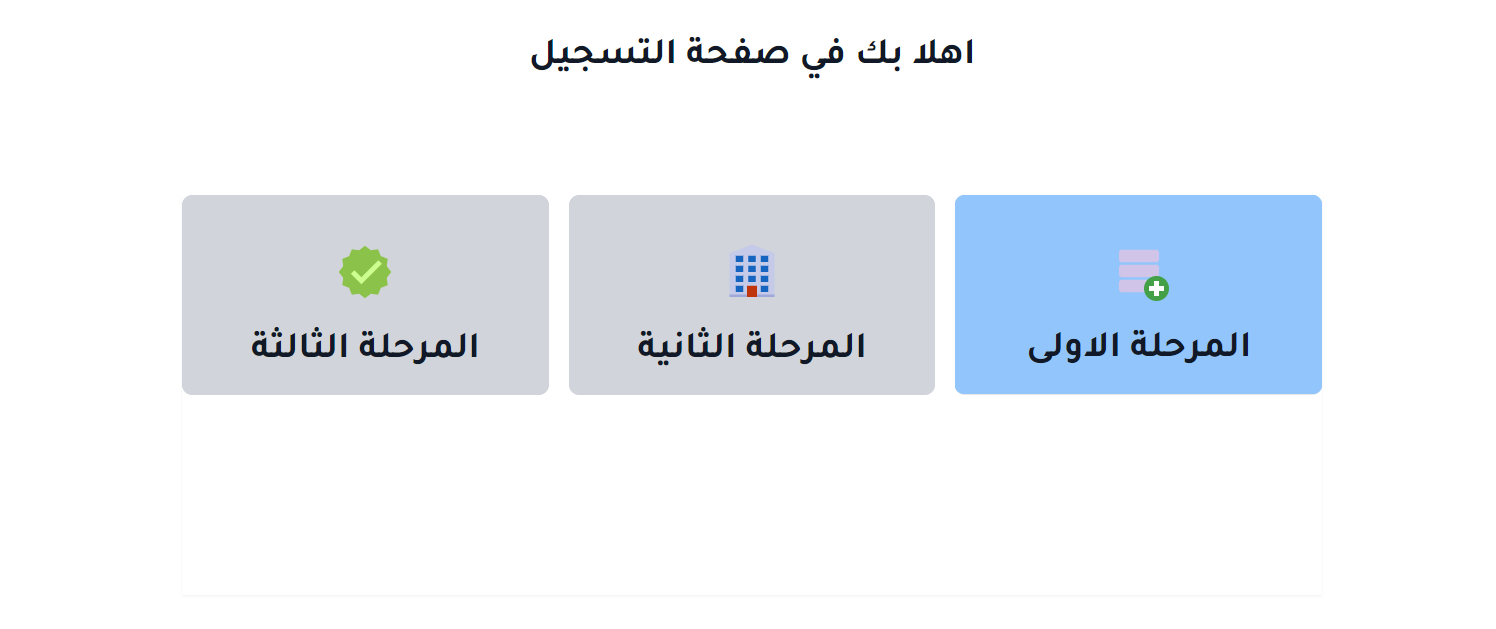 اهلا بك في صفحة التسجيل
المرحلة الاولى
المرحلة الثانية
المرحلة الثالثة